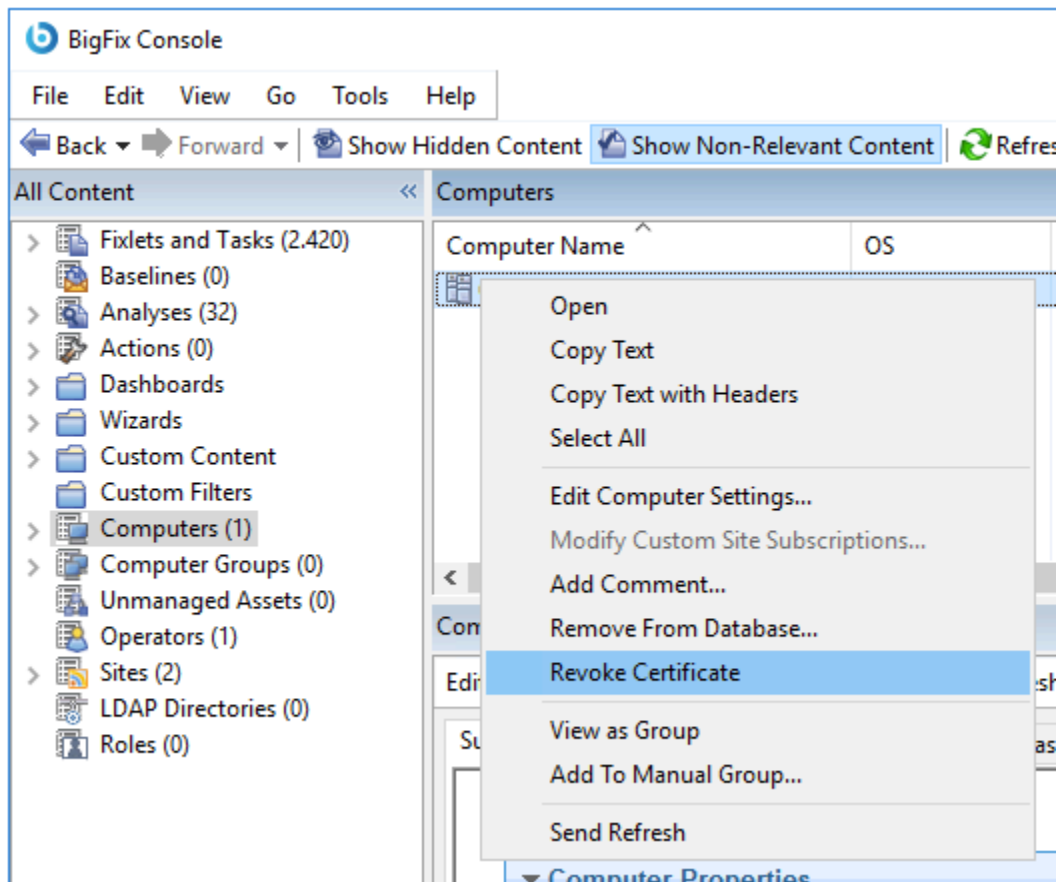 BigFix Console
File Edit View Go Tools Help
Back Forward Show Hidden Content Show Non-Relevant Content
All Content
Fixlets and Tasks (2.420)
Baselines (0)
Analyses (32)
Actions (0)
Dashboards
Wizards
Custom Content
Custom Filters
Computers (1)
Computer Groups (0)
Unmanaged Assets (0)
Operators (1)
Sites (2)
LDAP Directories (0)
Roles (0)
Computers
Computer Name OS
Open
Copy Text
Copy Text with Headers
Select All
Edit Computer Settings...
Modify Custom Site Subscriptions...
Add Comment...
Remove From Database...
Revoke Certificate
View as Group
Add To Manual Group...
Send Refresh
Computer Properties